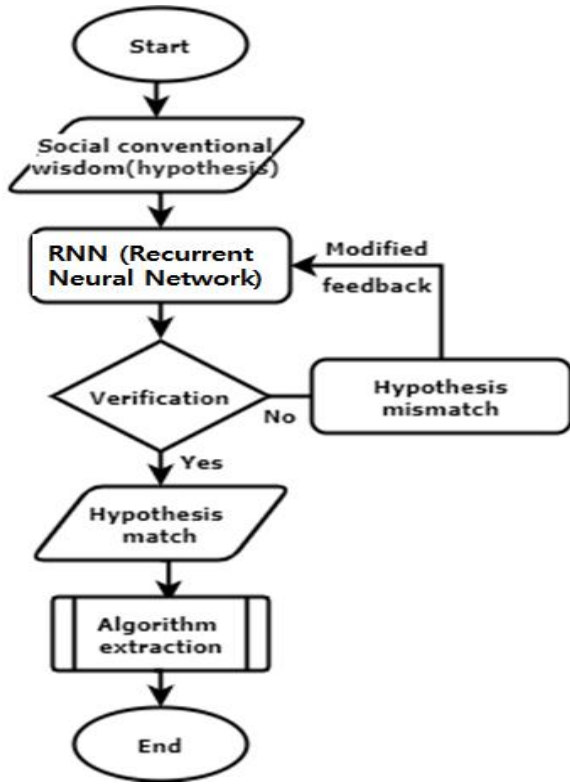 Start
Social conventional
wisdom(hypothesis)
RNN (Recurrent
Neural Network)
Modified
feedback
Verification
No
Hypothesis
mismatch
Yes
Hypothesis
match
Algorithm
extraction
End